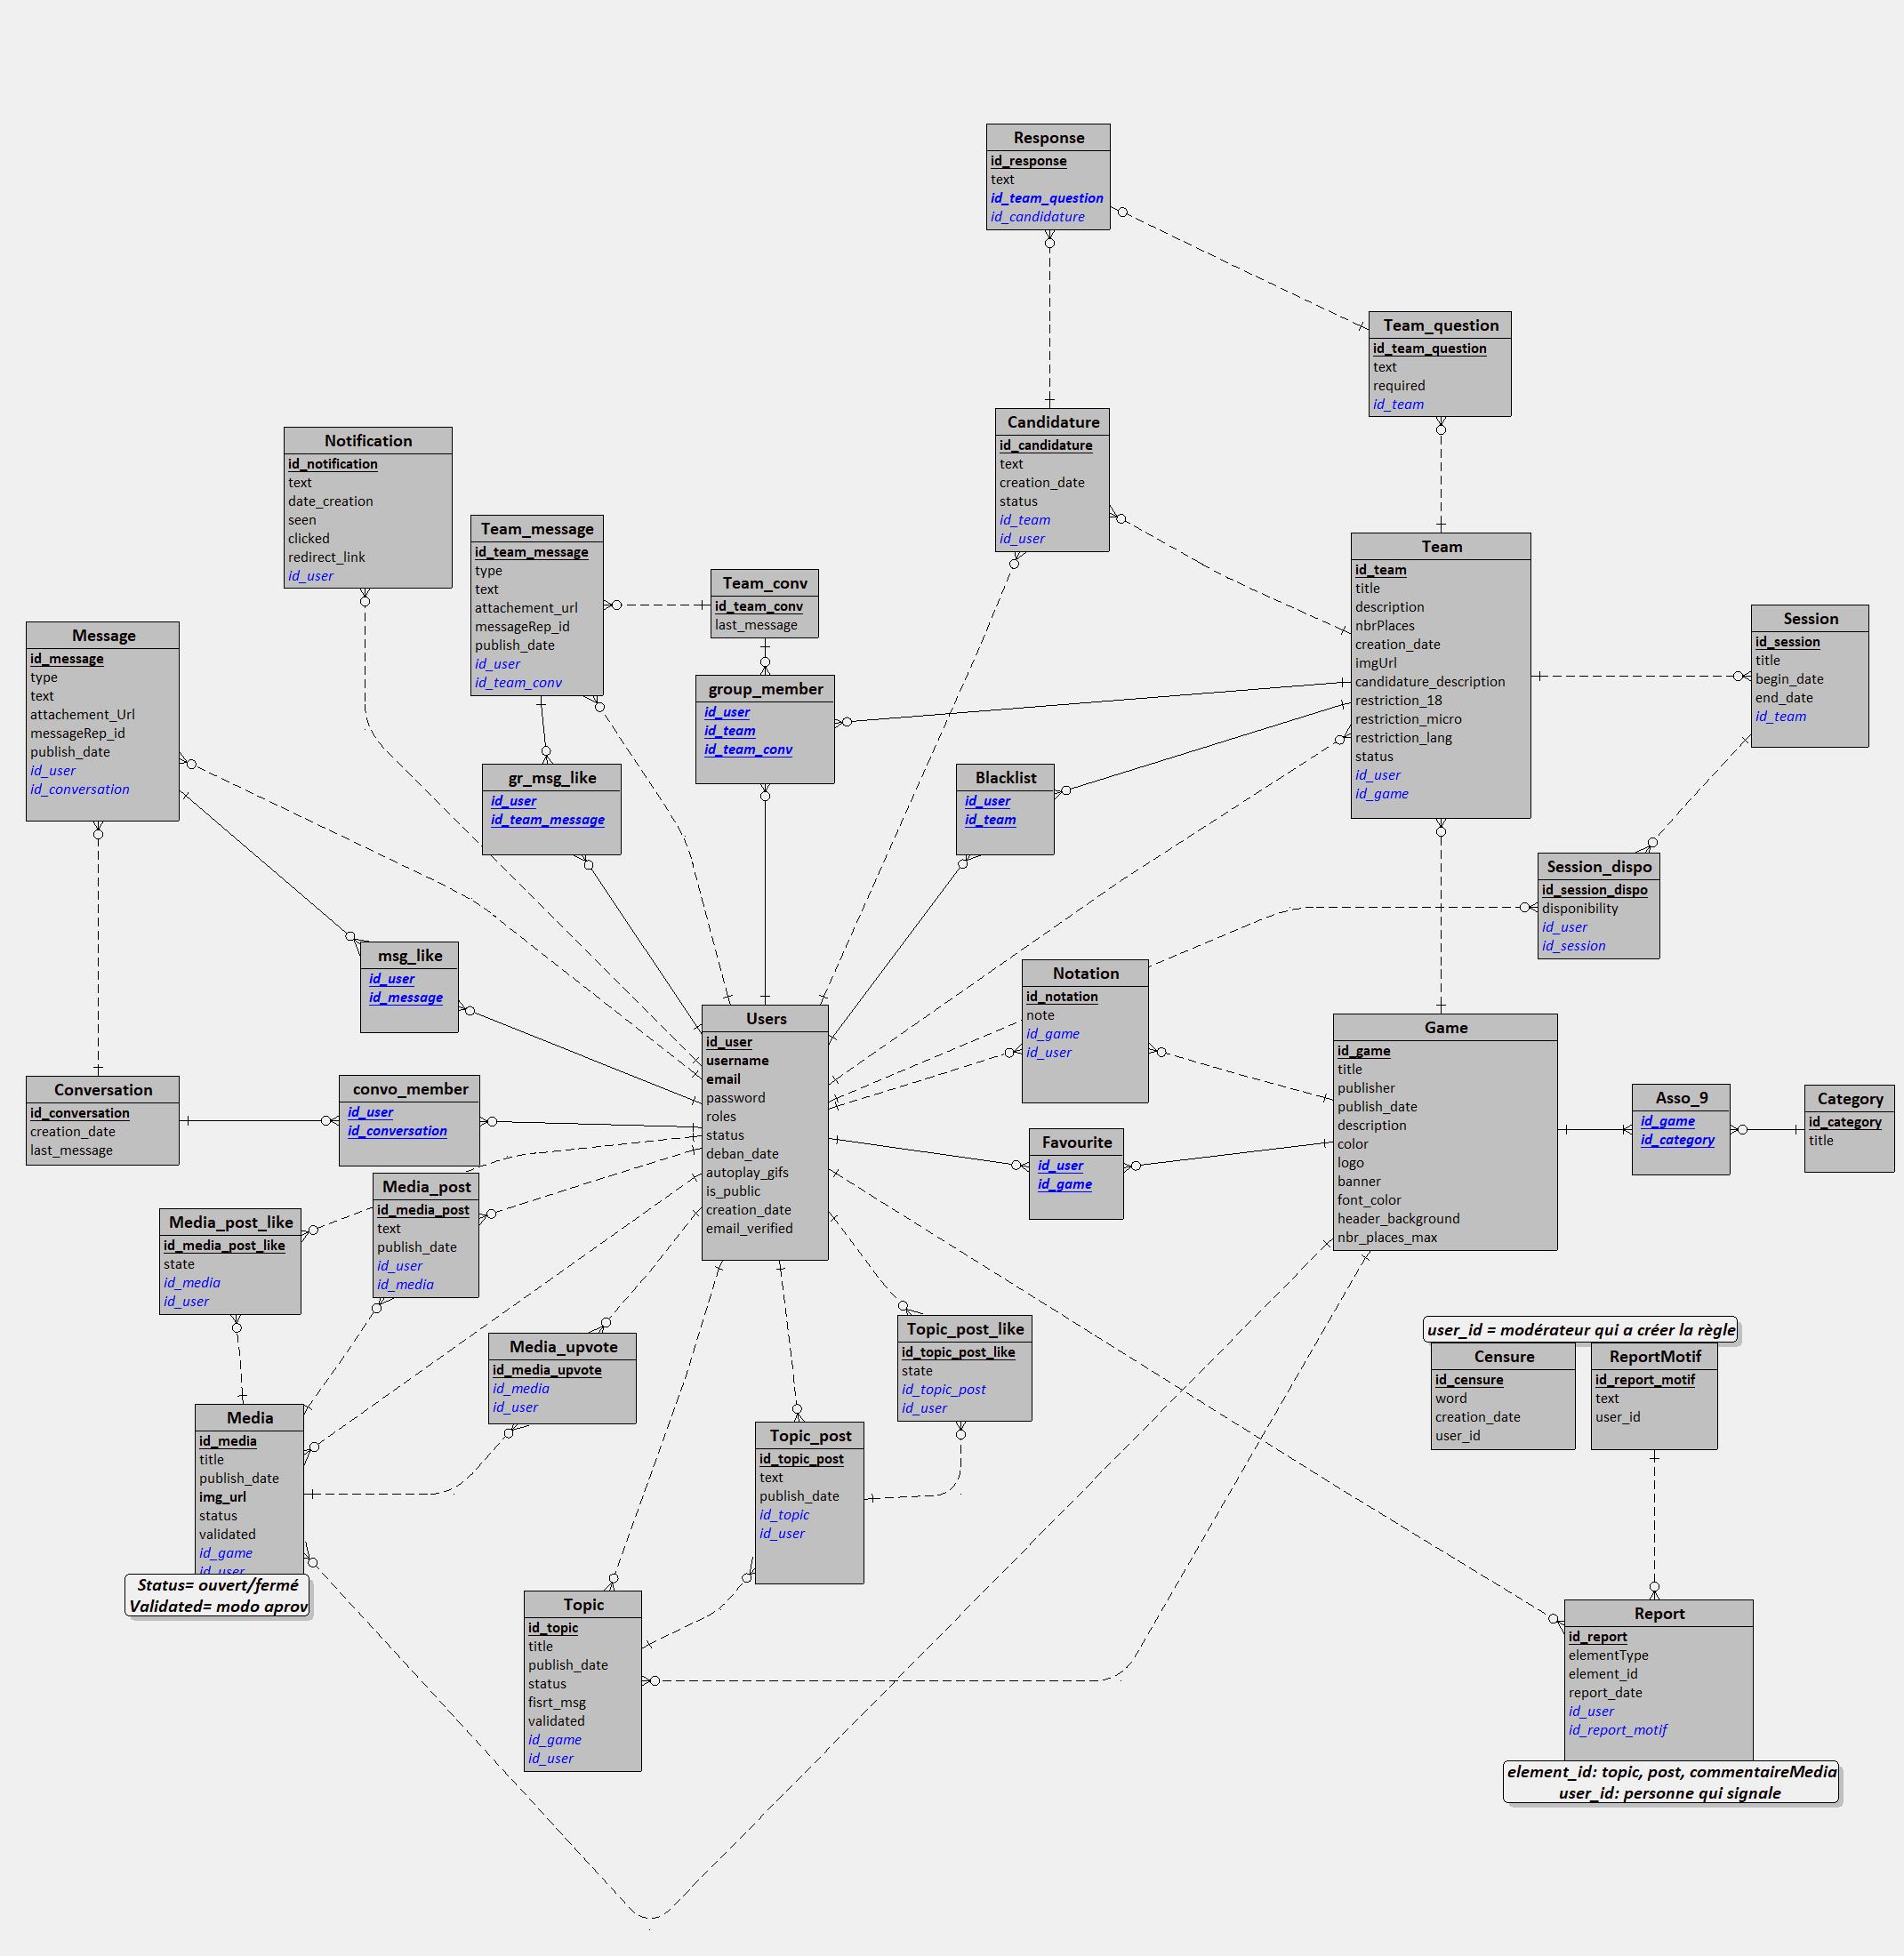 Response
id_response
text
id_team_question
id_candidature
Team_question
id_team_question
text
required
id_team
Candidature
id_candidature
text
creation_date
status
id_team
id_user
Notification
id_notification
text
date_creation
seen
clicked
redirect_link
id_user
Team_message
id_team_message
type
text
attachement_url
messageRep_id
publish_date
id_user
id_team_conv
Team_conv
id_team_conv
last_message
Team
id_team
title
description
nbrPlaces
creation_date
imgUrl
candidature_description
restriction_18
restriction_micro
restriction_lang
status
id_user
id_game
Session
id_session
title
begin_date
end_date
id_team
Message
id_message
type
text
attachement_Url
messageRep_id
publish_date
id_user
id_conversation
group_member
id_user
id_team
id_team_conv
gr_msg_like
id_user
id_team_message
Blacklist
id_user
id_team
Session_dispo
id_session_dispo
disponibility
id_user
id_session
msg_like
id_user
id_message
Notation
id_notation
note
id_game
id_user
Users
id_user
username
email
password
roles
status
deban_date
autoplay_gifs
is_public
creation_date
email_verified
Game
id_game
title
publisher
publish_date
description
color
logo
banner
font_color
header_background
nbr_places_max
Conversation
id_conversation
creation_date
last_message
convo_member
id_user
id_conversation
Asso_9
id_game
id_category
Category
id_category
title
Favourite
id_user
id_game
Media_post
id_media_post
text
publish_date
id_user
id_media
Media_post_like
id_media_post_like
state
id_media
id_user
Media_upvote
id_media_upvote
id_media
id_user
Topic_post_like
id_topic_post_like
state
id_topic_post
id_user
user_id = modérateur qui a créer la règle
Censure
id_censure
word
creation_date
user_id
ReportMotif
id_report_motif
text
user_id
Media
id_media
title
publish_date
img_url
status
validated
id_game
id_user
Status= ouvert/fermé
Validated= modo aprov
Topic_post
id_topic_post
text
publish_date
id_topic
id_user
Topic
id_topic
title
publish_date
status
fisrt_msg
validated
id_game
id_user
Report
id_report
elementType
element_id
report_date
id_user
id_report_motif
element_id: topic, post, commentaireMedia
user_id: personne qui signale